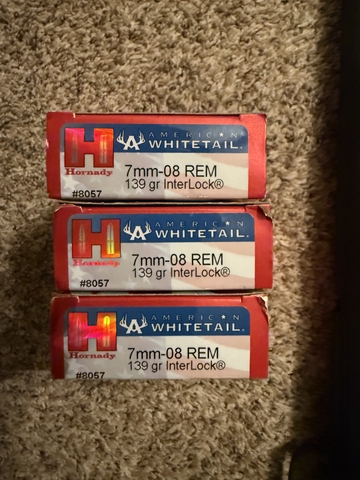 H
Hornady
#8057
AMERICAN
WHITETAIL®
7mm-08 REM
139 gr InterLock®
H
Hornady
#8057
AMERICAN
WHITETAIL®
7mm-08 REM
139 gr InterLock®
H
Hornady
#8057
AMERICAN
WHITETAIL®
7mm-08 REM
139 gr InterLock®